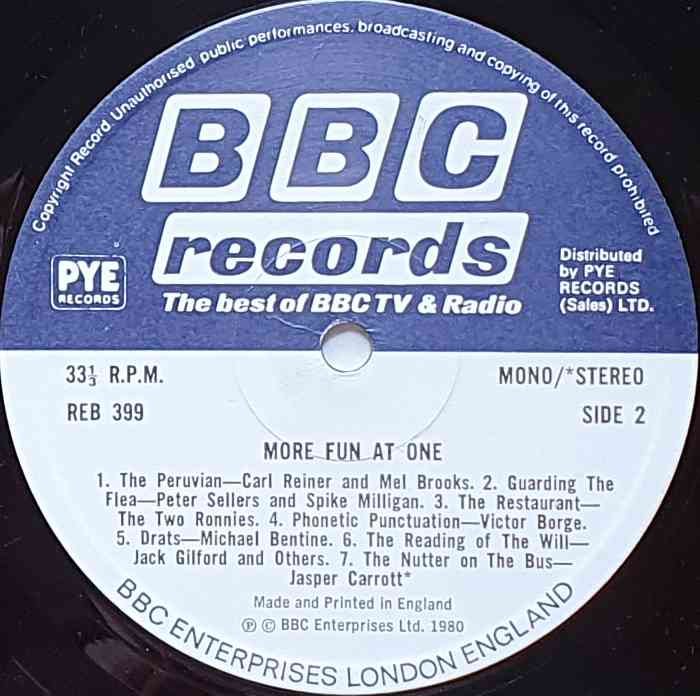 Copyright Record. Unauthorised public performances, broadcasting and copying of this record prohibited
BBC
records
The best of BBC TV & Radio
PYE
RECORDS
Distributed
by PYE
RECORDS
(Sales) LTD.
33⅓ R.P.M.
MONO/*STEREO
REB 399
SIDE 2
MORE FUN AT ONE
1. The Peruvian—Carl Reiner and Mel Brooks. 2. Guarding The
Flea—Peter Sellers and Spike Milligan. 3. The Restaurant—
The Two Ronnies. 4. Phonetic Punctuation—Victor Borge.
5. Drats—Michael Bentine. 6. The Reading of The Will—
Jack Gilford and Others. 7. The Nutter on The Bus—
Jasper Carrott*
Made and Printed in England
℗ © BBC Enterprises Ltd. 1980
BBC ENTERPRISES LONDON ENGLAND